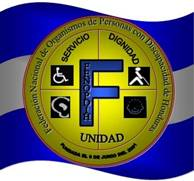 Federación Nacional de Organismos de Personas con Discapacidad de Honduras
SERVICIO
DIGNIDAD
F
FENOPDIH
UNIDAD
FUNDADA EL 2 DE JUNIO DEL 2001